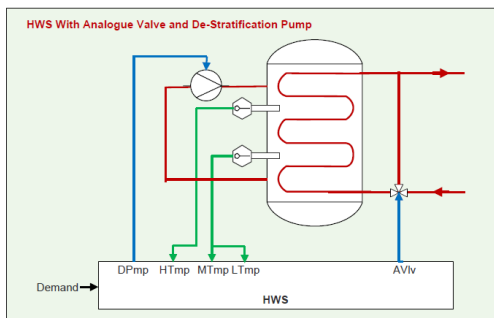 HWS With Analogue Valve and De-Stratification Pump
DPmp HTmp MTmp LTmp AVlv
Demand
HWS